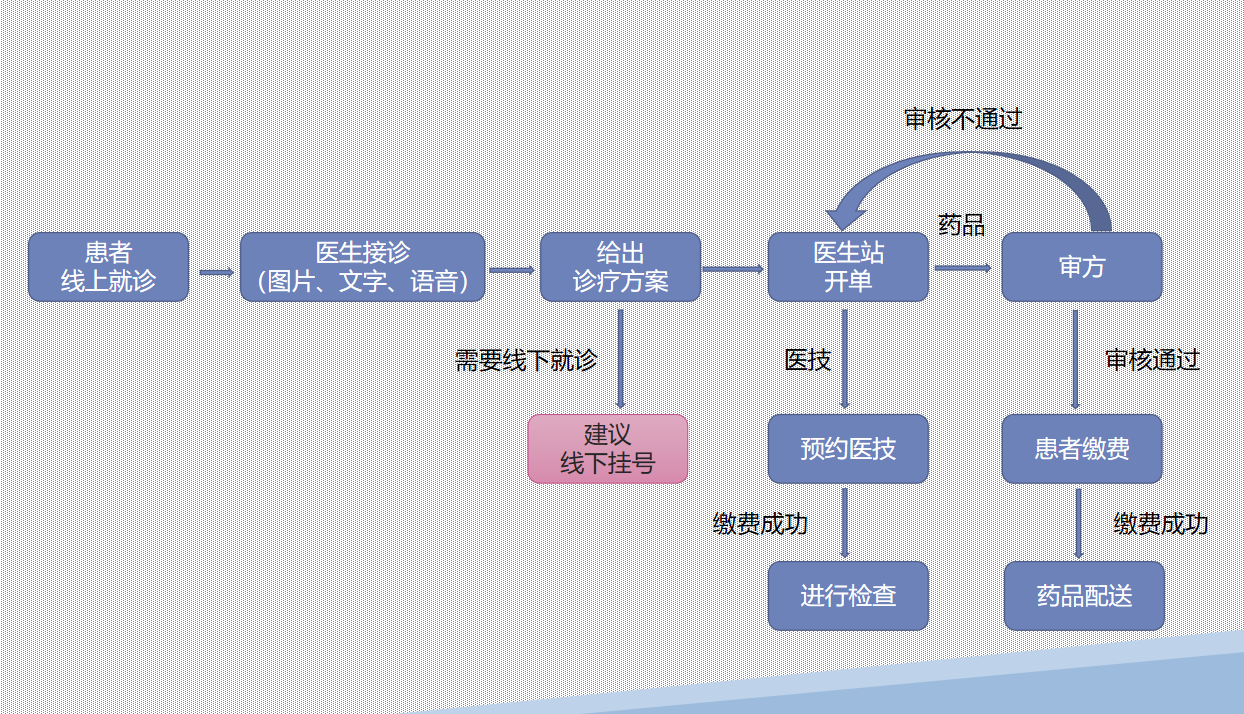 审核不通过
药品
患者
线上就诊
医生接诊
（图片、文字、语音）
给出
诊疗方案
医生站
开单
审方
需要线下就诊
医技
审核通过
建议
线下挂号
预约医技
患者缴费
缴费成功
缴费成功
进行检查
药品配送